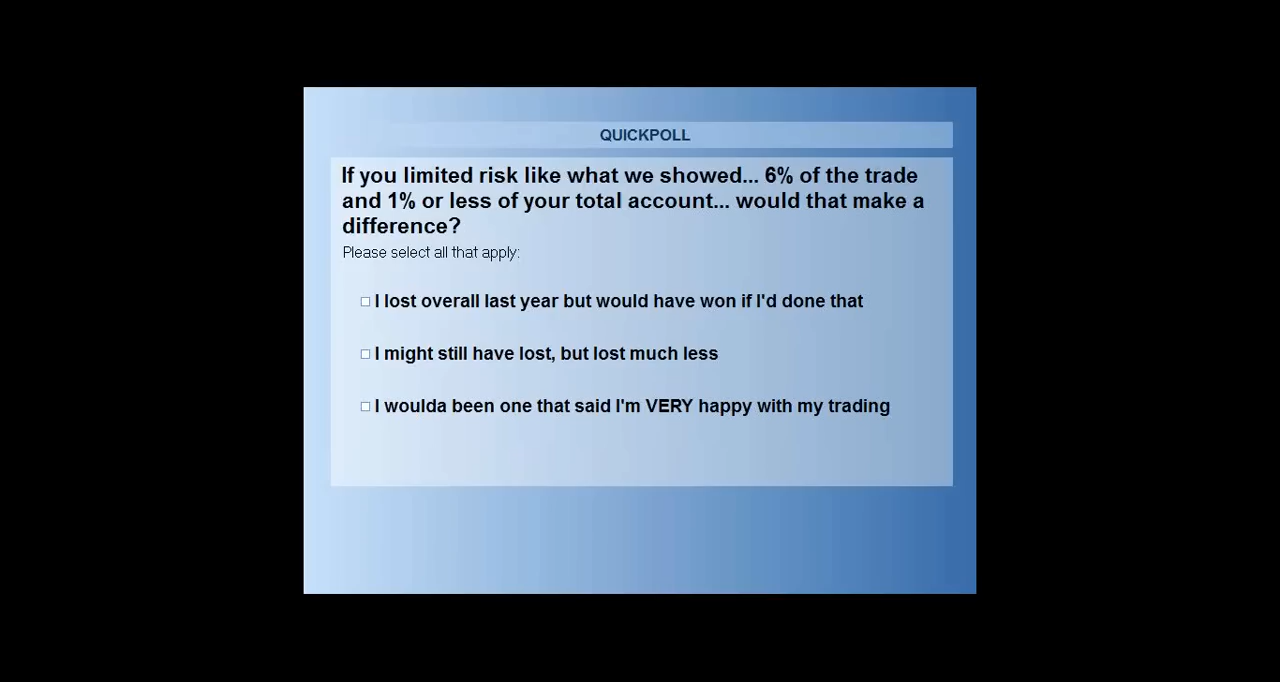 QUICKPOLL
If you limited risk like what we showed... 6% of the trade
and 1% or less of your total account... would that make a
difference?
Please select all that apply:
I lost overall last year but would have won if I'd done that
I might still have lost, but lost much less
I woulda been one that said I'm VERY happy with my trading